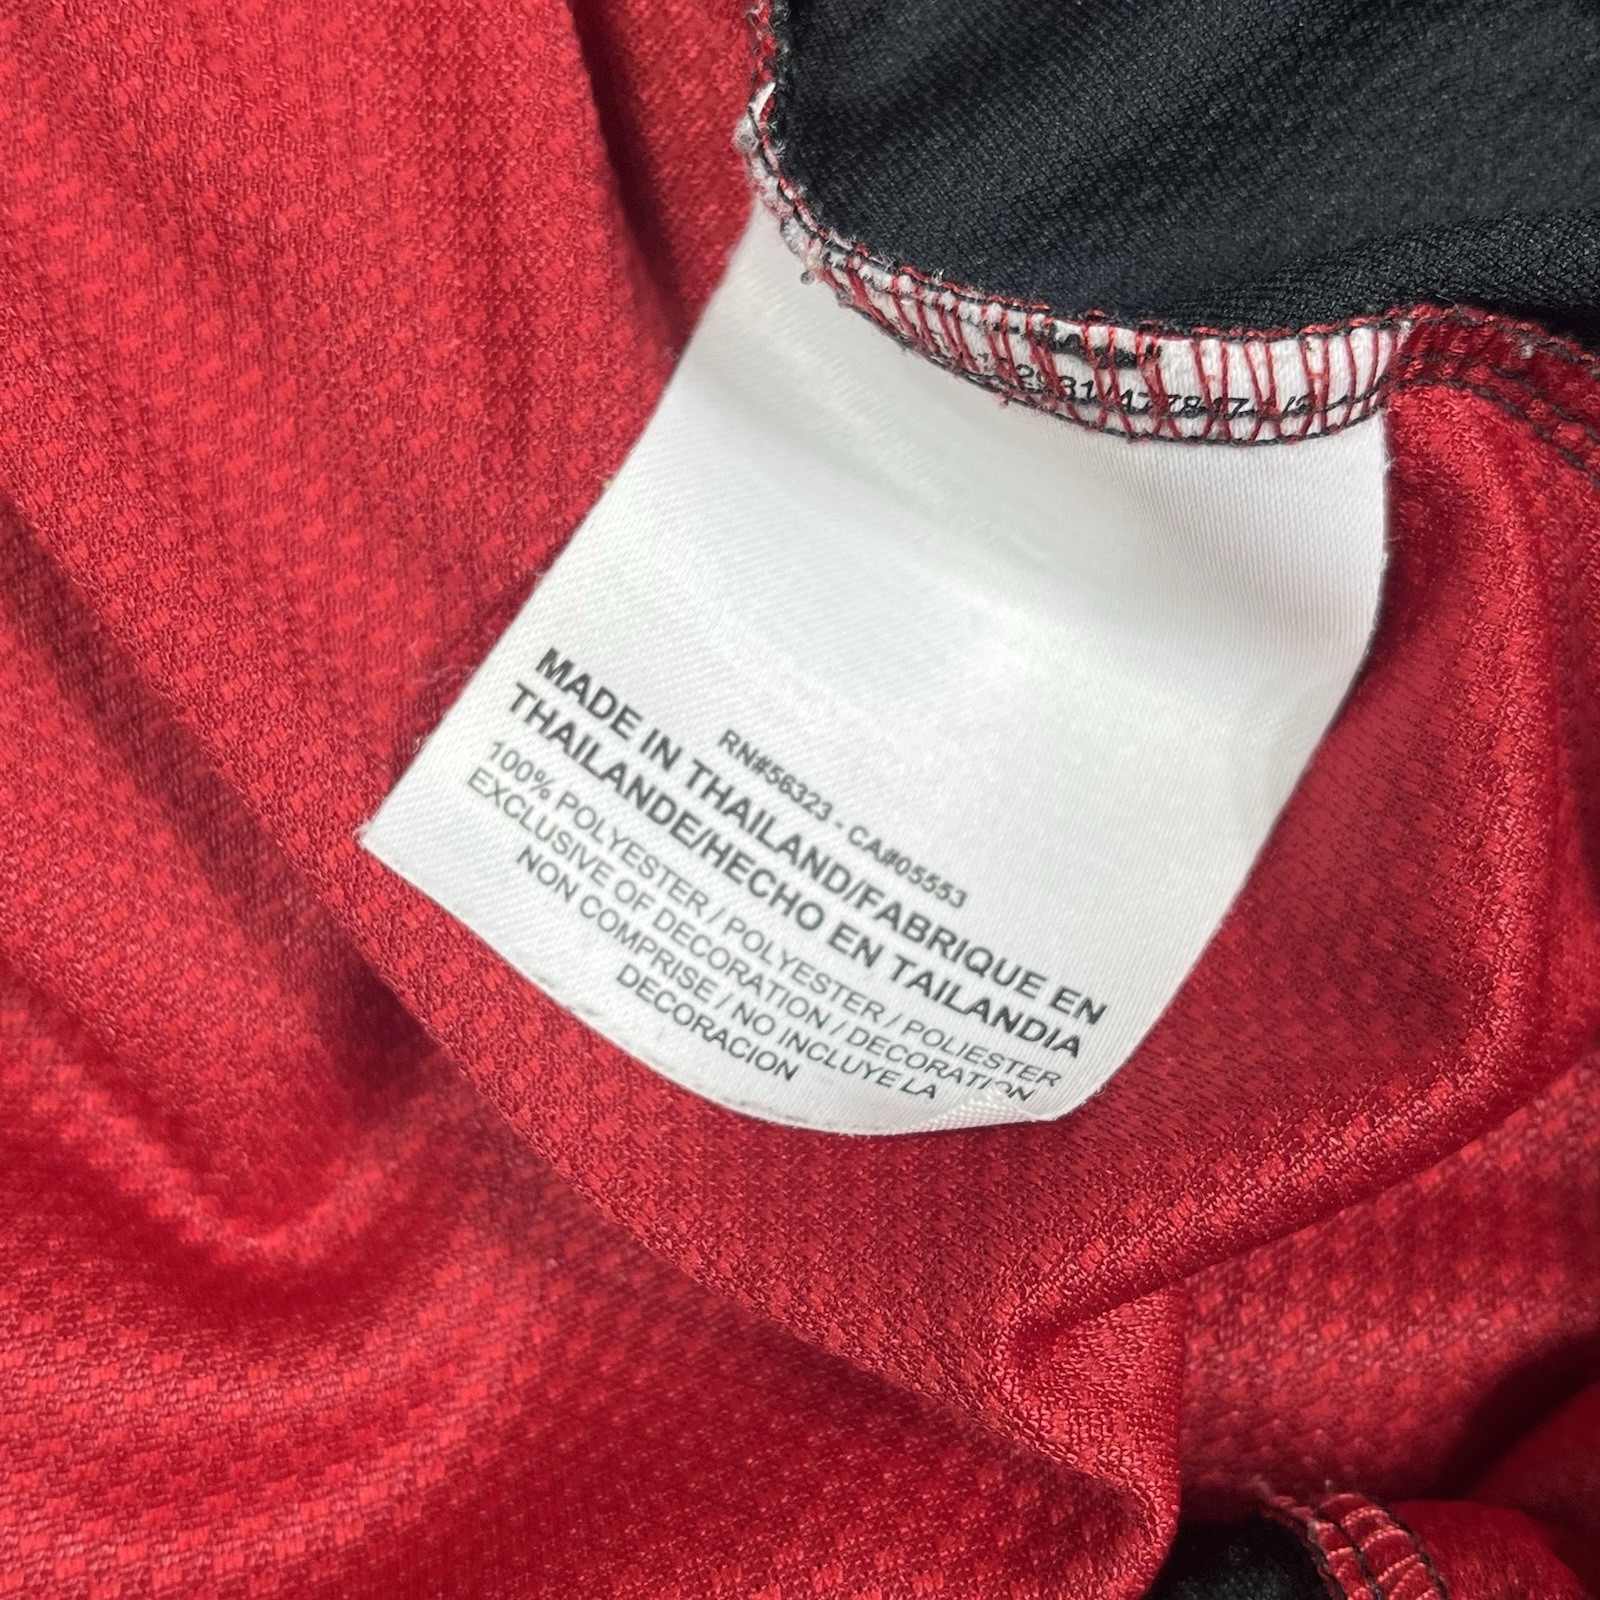 RN#56323 - CA#05553
MADE IN THAILAND/FABRIQUE EN
THAILANDE/HECHO EN TAILANDIA
100% POLYESTER / POLYESTER / POLIESTER
EXCLUSIVE OF DECORATION / DECORATION
NON COMPRISE / NO INCLUYE LA
DECORACION